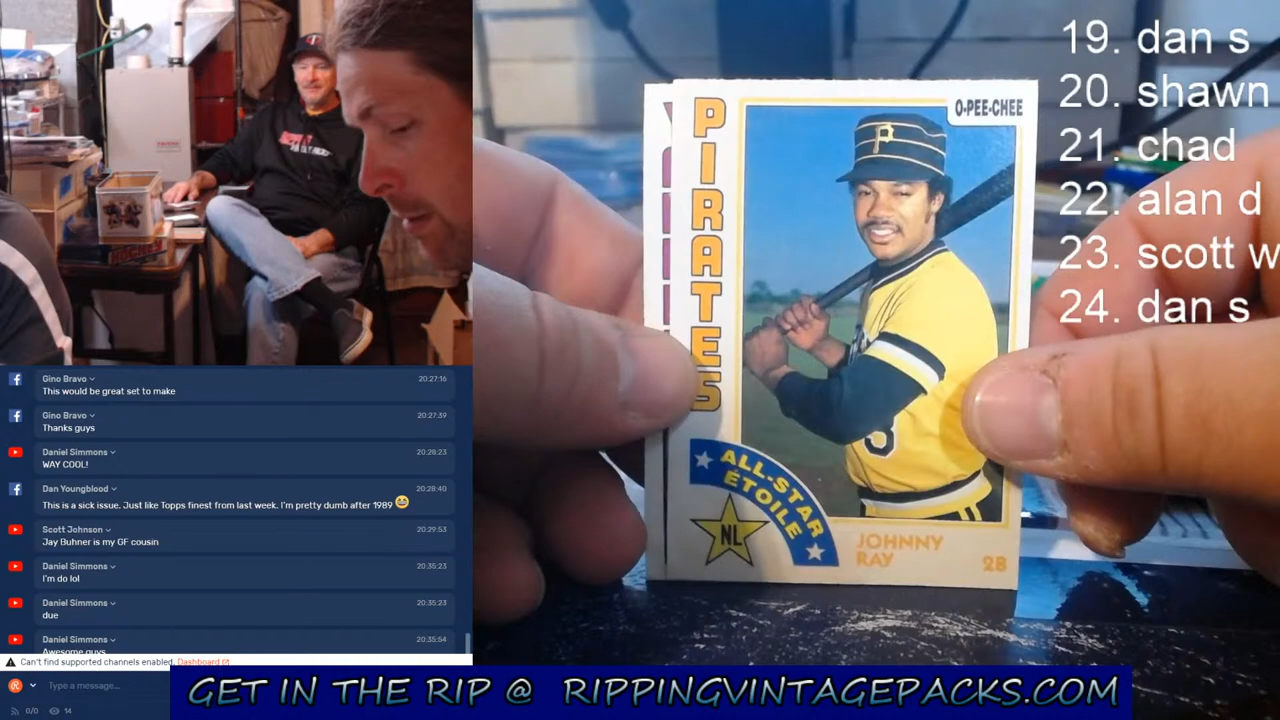 Gino Bravo
20:27:16
This would be great set to make
Gino Bravo
20:27:39
Thanks guys
Daniel Simmons
20:28:23
WAY COOL!
Dan Youngblood
20:28:40
This is a sick issue. Just like Topps finest from last week. I'm pretty dumb after 1989
Scott Johnson
20:29:53
Jay Buhner is my GF cousin
Daniel Simmons
20:35:23
I'm do lol
Daniel Simmons
20:35:23
due
Daniel Simmons
20:35:54
Awesome guys
Can't find supported channels enabled. Dashboard
Type a message...
0/0 14
PIRATES
O-PEE-CHEE
P
3
ALL-STAR
ÉTOILE
NL
JOHNNY
RAY
28
19. dan s
20. shawn
21. chad
22. alan d
23. scott w
24. dan s
GET IN THE RIP @ RIPPINGVINTAGEPACKS.COM